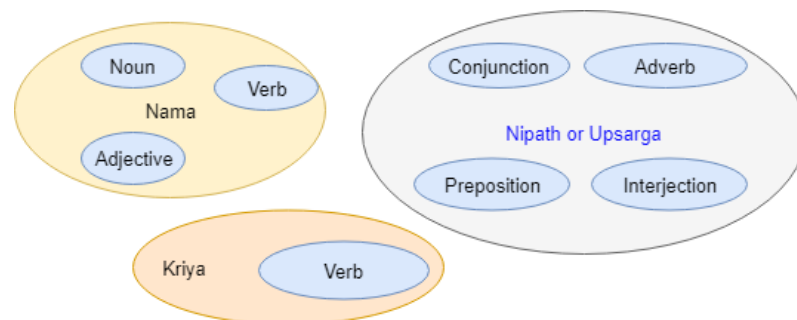 Noun
Verb
Nama
Adjective
Conjunction
Adverb
Nipath or Upsarga
Preposition
Interjection
Kriya
Verb